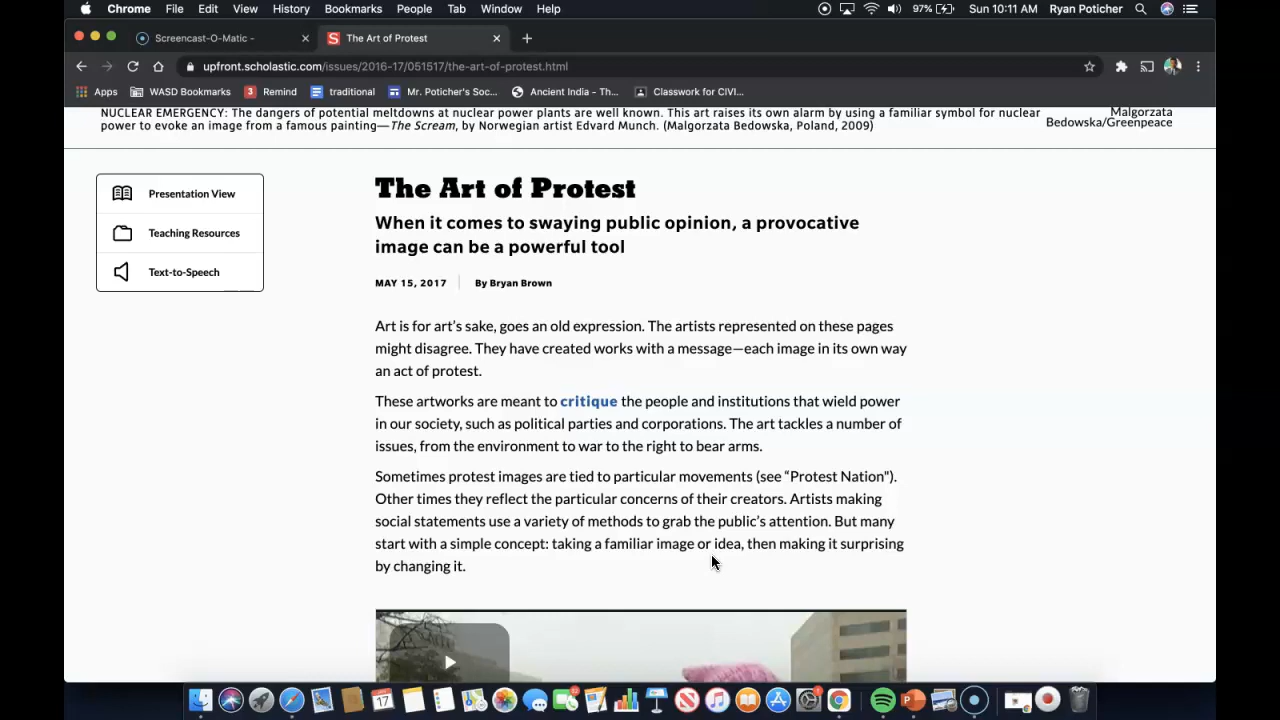 Chrome File Edit View History Bookmarks People Tab Window Help 97% Sun 10:11 AM Ryan Poticher
Screencast-O-Matic - The Art of Protest
upfront.scholastic.com/issues/2016-17/051517/the-art-of-protest.html
Apps WASD Bookmarks Remind traditional Mr. Poticher's Soc... Ancient India - Th... Classwork for CIVI...
NUCLEAR EMERGENCY: The dangers of potential meltdowns at nuclear power plants are well known. This art raises its own alarm by using a familiar symbol for nuclear
power to evoke an image from a famous painting—The Scream, by Norwegian artist Edvard Munch. (Malgorzata Bedowska, Poland, 2009)
Malgorzata
Bedowska/Greenpeace
Presentation View
Teaching Resources
Text-to-Speech
The Art of Protest
When it comes to swaying public opinion, a provocative
image can be a powerful tool
MAY 15, 2017 By Bryan Brown
Art is for art's sake, goes an old expression. The artists represented on these pages
might disagree. They have created works with a message—each image in its own way
an act of protest.
These artworks are meant to critique the people and institutions that wield power
in our society, such as political parties and corporations. The art tackles a number of
issues, from the environment to war to the right to bear arms.
Sometimes protest images are tied to particular movements (see “Protest Nation").
Other times they reflect the particular concerns of their creators. Artists making
social statements use a variety of methods to grab the public's attention. But many
start with a simple concept: taking a familiar image or idea, then making it surprising
by changing it.
17